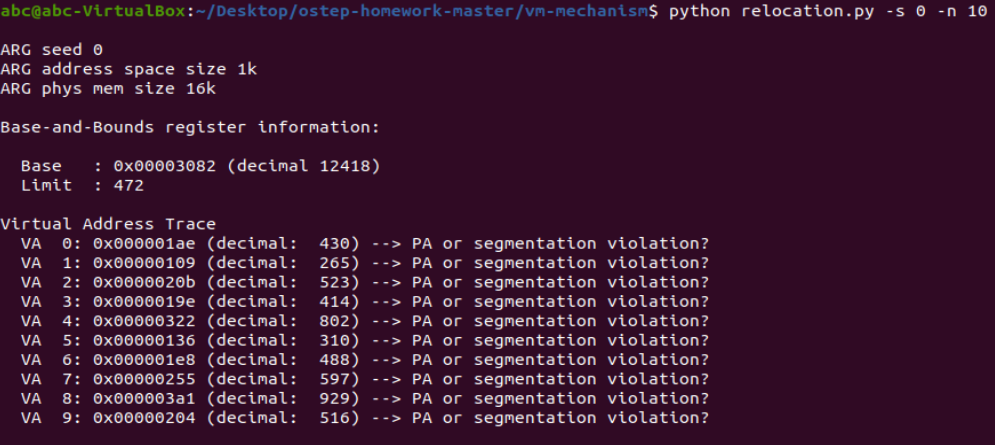 abc@abc-VirtualBox:~/Desktop/ostep-homework-master/vm-mechanism$ python relocation.py -s 0 -n 10
ARG seed 0
ARG address space size 1k
ARG phys mem size 16k
Base-and-Bounds register information:
  Base   : 0x00003082 (decimal 12418)
  Limit  : 472
Virtual Address Trace
  VA  0: 0x000001ae (decimal:  430) --> PA or segmentation violation?
  VA  1: 0x00000109 (decimal:  265) --> PA or segmentation violation?
  VA  2: 0x0000020b (decimal:  523) --> PA or segmentation violation?
  VA  3: 0x0000019e (decimal:  414) --> PA or segmentation violation?
  VA  4: 0x00000322 (decimal:  802) --> PA or segmentation violation?
  VA  5: 0x00000136 (decimal:  310) --> PA or segmentation violation?
  VA  6: 0x000001e8 (decimal:  488) --> PA or segmentation violation?
  VA  7: 0x00000255 (decimal:  597) --> PA or segmentation violation?
  VA  8: 0x000003a1 (decimal:  929) --> PA or segmentation violation?
  VA  9: 0x00000204 (decimal:  516) --> PA or segmentation violation?